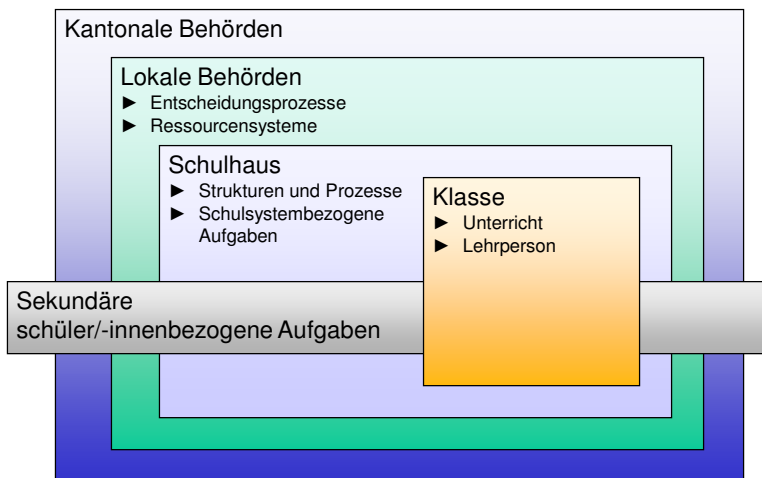 Kantonale Behörden
Lokale Behörden
► Entscheidungsprozesse
► Ressourcensysteme
Schulhaus
► Strukturen und Prozesse
► Schulsystembezogene
Aufgaben
Klasse
► Unterricht
► Lehrperson
Sekundäre
schüler/-innenbezogene Aufgaben